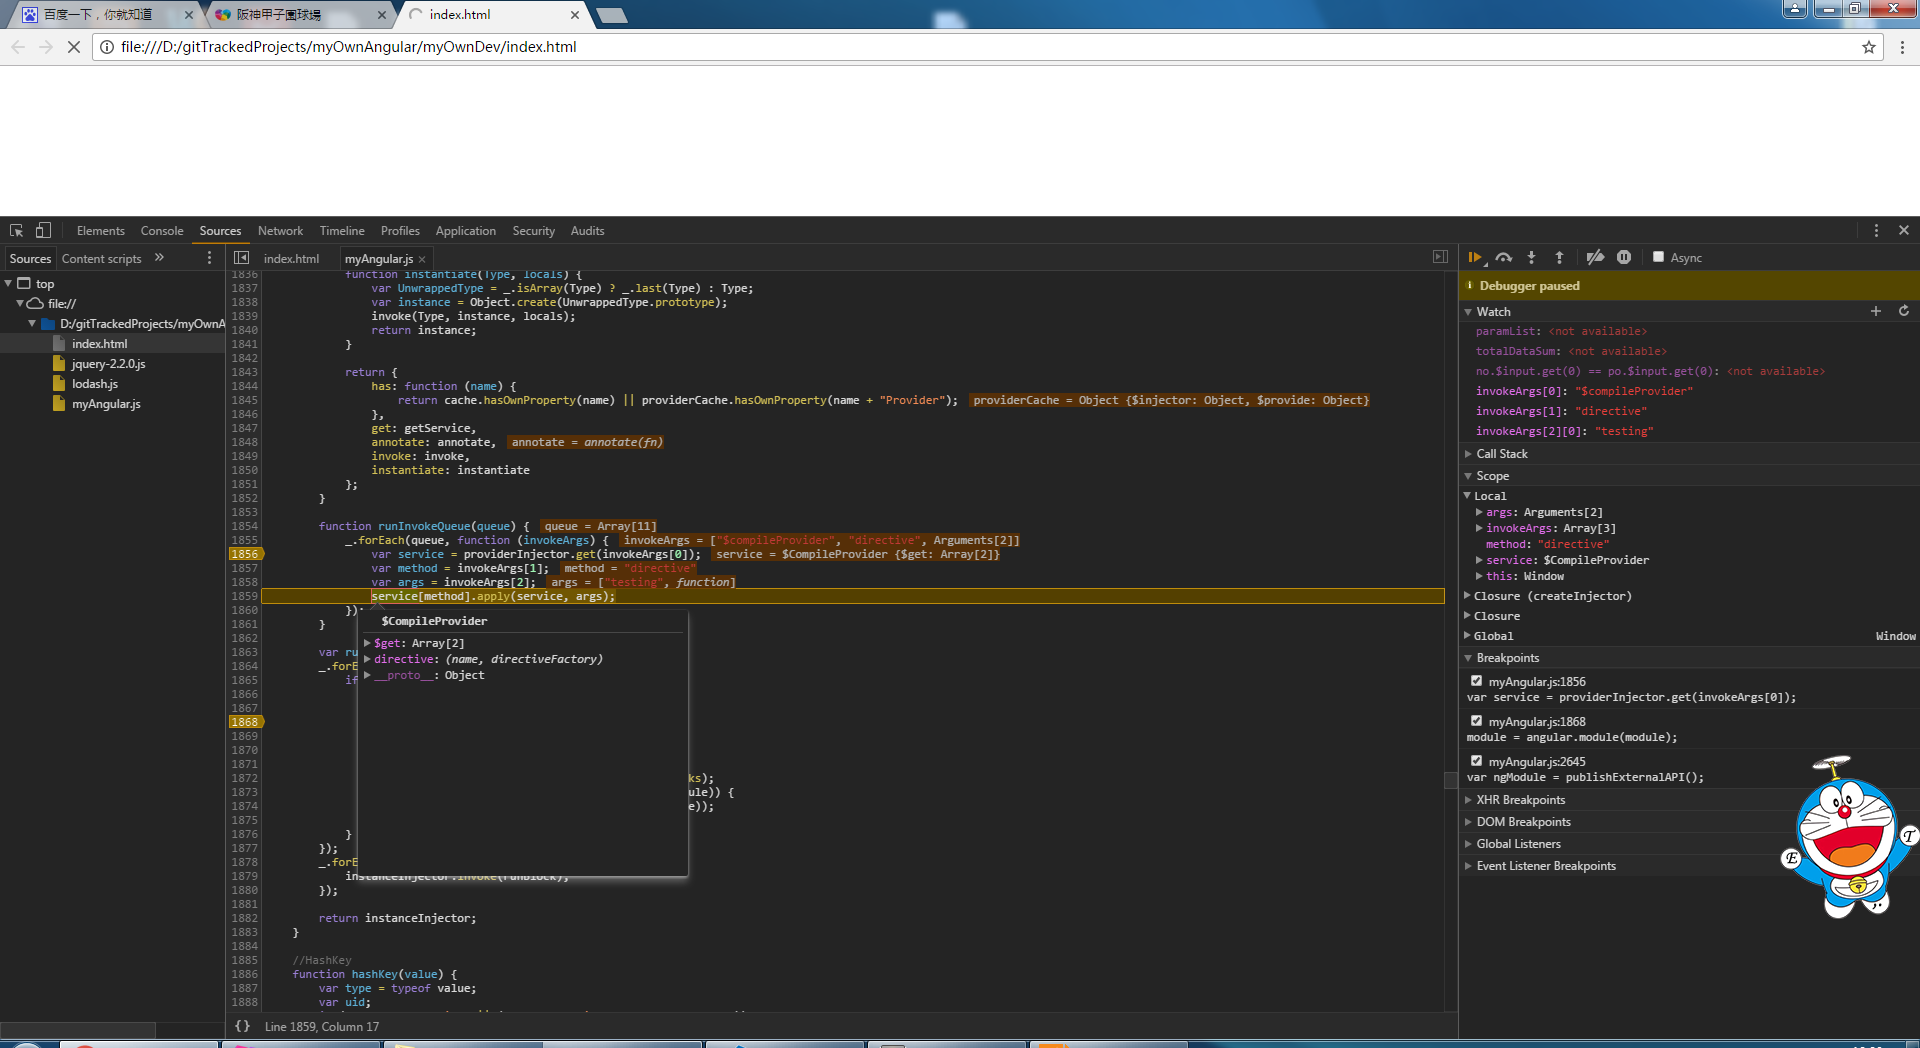 百度一下，你就知道
阪神甲子園球場
index.html
file:///D:/gitTrackedProjects/myOwnAngular/myOwnDev/index.html
Elements Console Sources Network Timeline Profiles Application Security Audits
Sources Content scripts »
top
file://
D:/gitTrackedProjects/myOwnA
index.html
jquery-2.2.0.js
lodash.js
myAngular.js
index.html myAngular.js
1836 function instantiate(Type, locals) {
1837 var UnwrappedType = _.isArray(Type) ? _.last(Type) : Type;
1838 var instance = Object.create(UnwrappedType.prototype);
1839 invoke(Type, instance, locals);
1840 return instance;
1841 }
1842
1843 return {
1844 has: function (name) {
1845 return cache.hasOwnProperty(name) || providerCache.hasOwnProperty(name + "Provider"); providerCache = Object {$injector: Object, $provide: Object}
1846 },
1847 get: getService,
1848 annotate: annotate, annotate = annotate(fn)
1849 invoke: invoke,
1850 instantiate: instantiate
1851 };
1852 }
1853
1854 function runInvokeQueue(queue) { queue = Array[11]
1855 _.forEach(queue, function (invokeArgs) { invokeArgs = ["$compileProvider", "directive", Arguments[2]]
1856 var service = providerInjector.get(invokeArgs[0]); service = $CompileProvider {$get: Array[2]}
1857 var method = invokeArgs[1]; method = "directive"
1858 var args = invokeArgs[2]; args = ["testing", function]
1859 service[method].apply(service, args);
1860 });
1861 }
1862
1863 var ru
1864 _.forE
1865 if
1866
1867
1868
1869
1870
1871
1872 ks);
1873 ule)) {
1874 e));
1875
1876 }
1877 });
1878 _.forE
1879 instanceInjector.invoke(runBlock);
1880 });
1881
1882 return instanceInjector;
1883 }
1884
1885 //HashKey
1886 function hashKey(value) {
1887 var type = typeof value;
1888 var uid;
$CompileProvider
$get: Array[2]
directive: (name, directiveFactory)
__proto__: Object
{} Line 1859, Column 17
Async
Debugger paused
Watch
paramList: <not available>
totalDataSum: <not available>
no.$input.get(0) == po.$input.get(0): <not available>
invokeArgs[0]: "$compileProvider"
invokeArgs[1]: "directive"
invokeArgs[2][0]: "testing"
Call Stack
Scope
Local
args: Arguments[2]
invokeArgs: Array[3]
method: "directive"
service: $CompileProvider
this: Window
Closure (createInjector)
Closure
Global Window
Breakpoints
myAngular.js:1856
var service = providerInjector.get(invokeArgs[0]);
myAngular.js:1868
module = angular.module(module);
myAngular.js:2645
var ngModule = publishExternalAPI();
XHR Breakpoints
DOM Breakpoints
Global Listeners
Event Listener Breakpoints
E
T